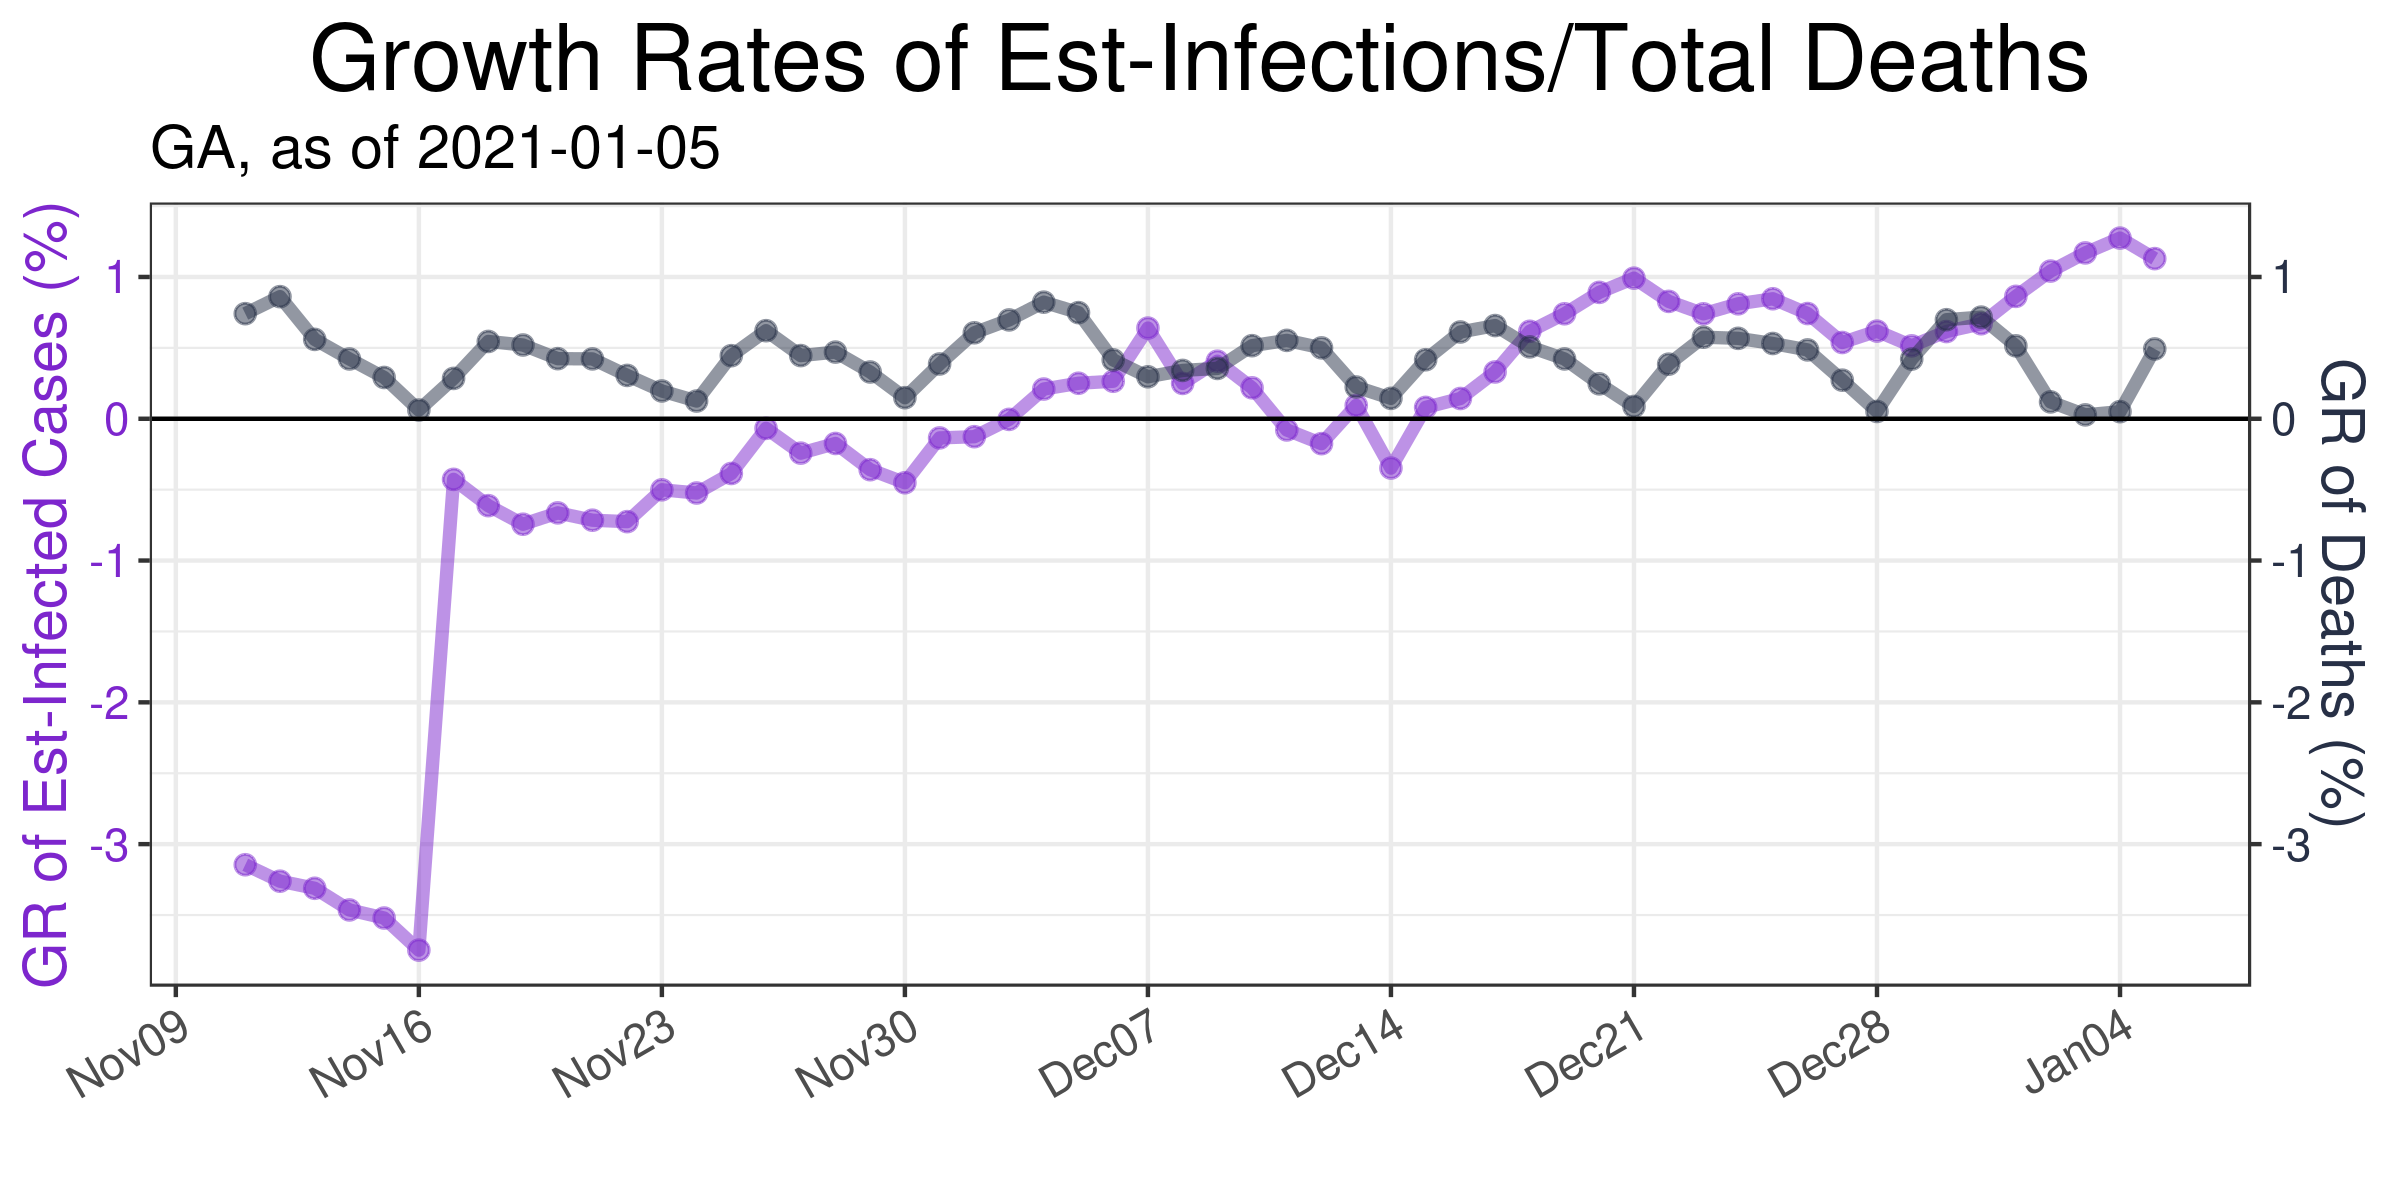 Growth Rates of Est-Infections/Total Deaths
GA, as of 2021-01-05
GR of Est-Infected Cases (%)
1
0
-1
-2
-3
1
0
-1
-2
-3
GR of Deaths (%)
Nov09
Nov16
Nov23
Nov30
Dec07
Dec14
Dec21
Dec28
Jan04